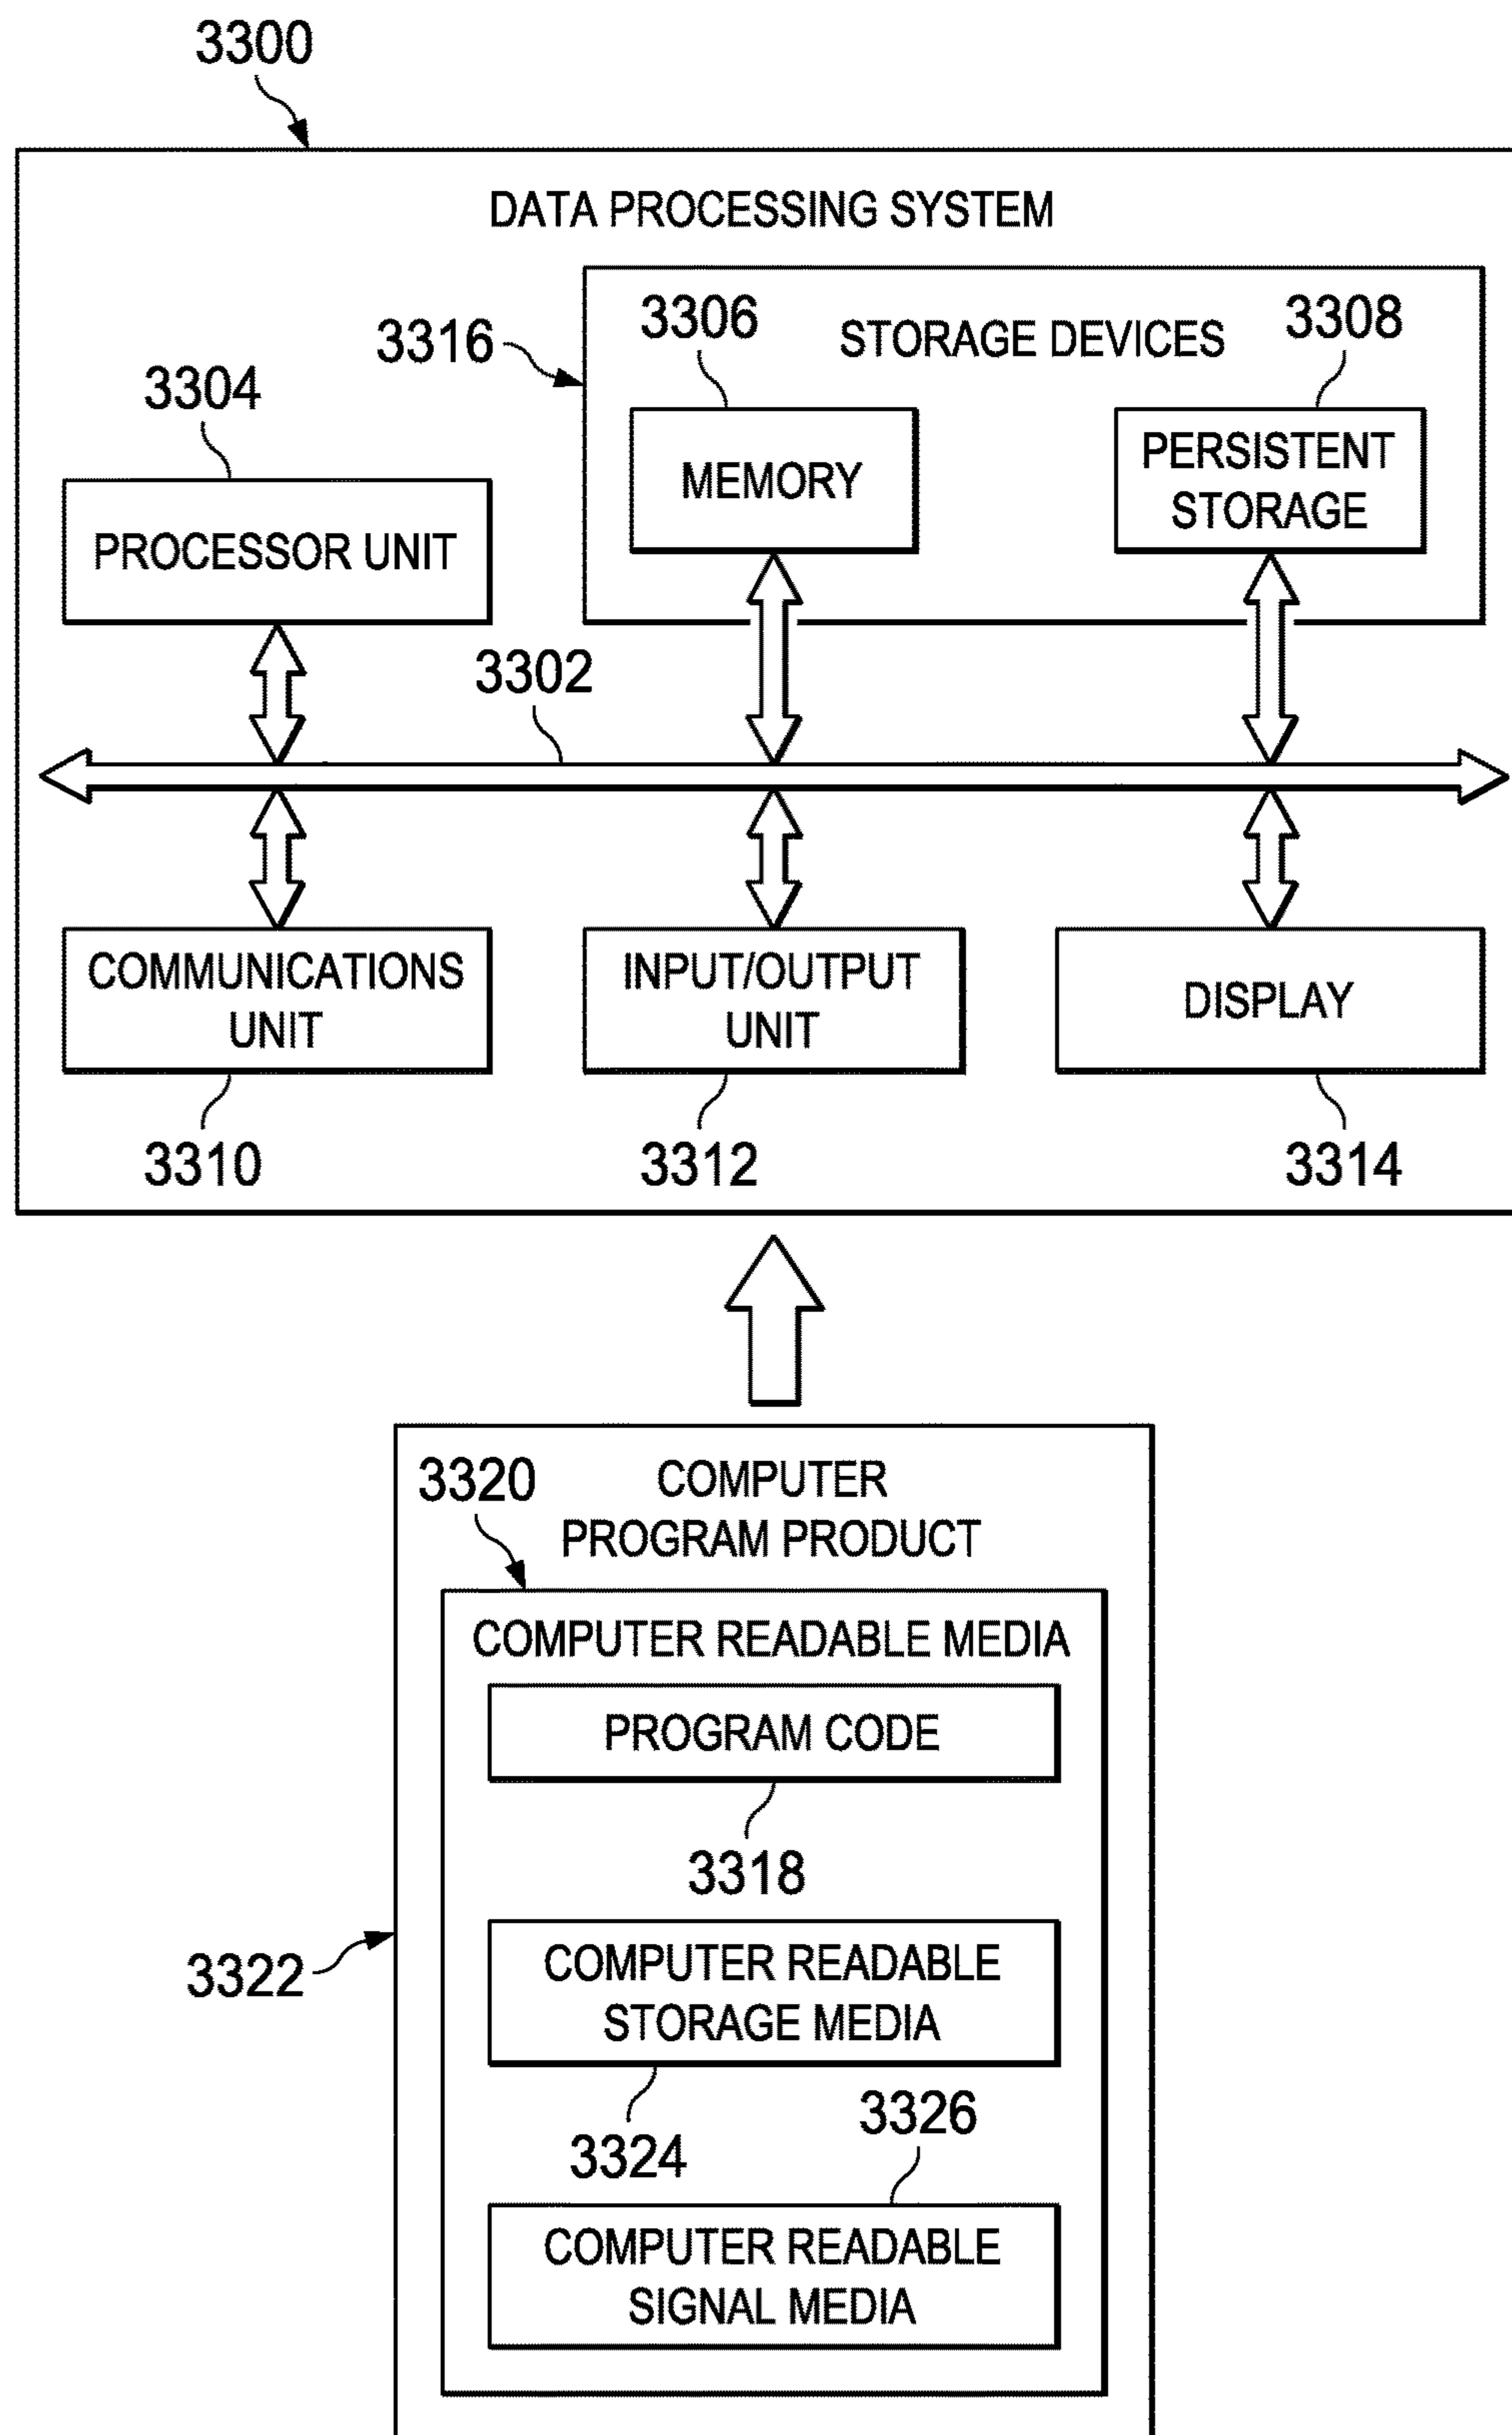 3300
DATA PROCESSING SYSTEM
3316
3306
STORAGE DEVICES
3308
3304
MEMORY
PERSISTENT
STORAGE
PROCESSOR UNIT
3302
COMMUNICATIONS
UNIT
INPUT/OUTPUT
UNIT
DISPLAY
3310
3312
3314
3320
COMPUTER
PROGRAM PRODUCT
COMPUTER READABLE MEDIA
PROGRAM CODE
3318
3322
COMPUTER READABLE
STORAGE MEDIA
3324
3326
COMPUTER READABLE
SIGNAL MEDIA